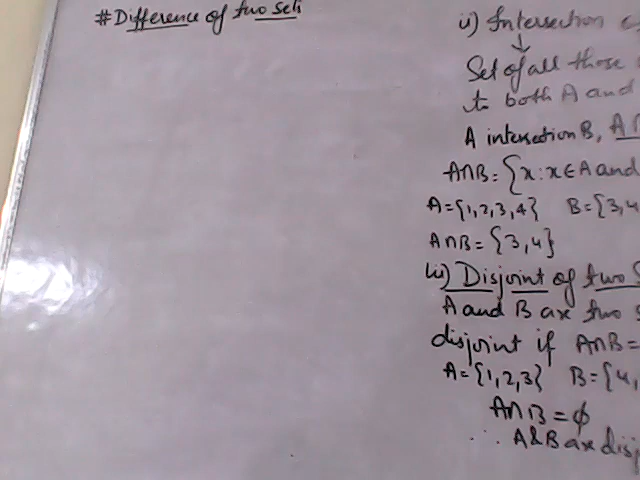 # Difference of two sets
ii) Intersection
Set of all those
to both A and
A intersection B, A
A∩B = {x : x ∈ A and
A = {1, 2, 3, 4}   B = {3, 4
A∩B = {3, 4}
iii) Disjoint of two S
A and B are two s
disjoint if A∩B =
A = {1, 2, 3}   B = {4,
A∩B = ϕ
∴ A & B are disj